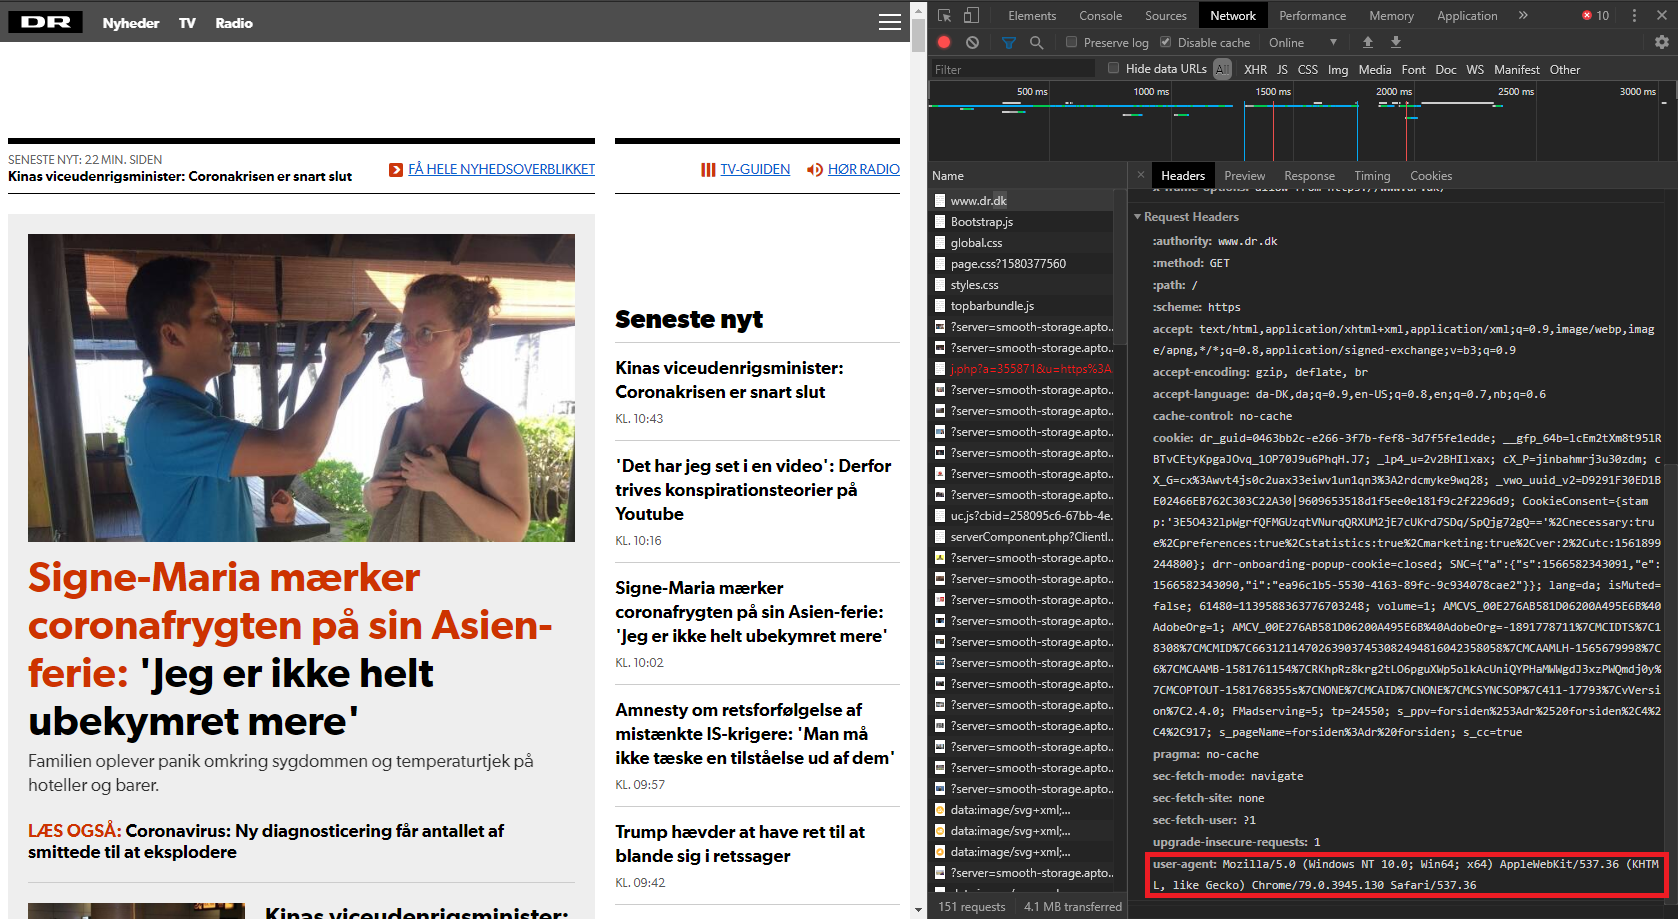 DR Nyheder TV Radio
SENESTE NYT: 22 MIN. SIDEN
Kinas viceudenrigsminister: Coronakrisen er snart slut
FÅ HELE NYHEDSOVERBLIKKET
TV-GUIDEN HØR RADIO
Signe-Maria mærker
coronafrygten på sin Asien-
ferie: 'Jeg er ikke helt
ubekymret mere'
Familien oplever panik omkring sygdommen og temperaturtjek på
hoteller og barer.
LÆS OGSÅ: Coronavirus: Ny diagnosticering får antallet af
smittede til at eksplodere
Kinas viceudenrigsminister:
Seneste nyt
Kinas viceudenrigsminister:
Coronakrisen er snart slut
KL. 10:43
'Det har jeg set i en video': Derfor
trives konspirationsteorier på
Youtube
KL. 10:16
Signe-Maria mærker
coronafrygten på sin Asien-ferie:
'Jeg er ikke helt ubekymret mere'
KL. 10:02
Amnesty om retsforfølgelse af
mistænkte IS-krigere: 'Man må
ikke tæske en tilståelse ud af dem'
KL. 09:57
Trump hævder at have ret til at
blande sig i retssager
KL. 09:42
Elements Console Sources Network Performance Memory Application » 10
Preserve log Disable cache Online
Filter Hide data URLs All XHR JS CSS Img Media Font Doc WS Manifest Other
500 ms 1000 ms 1500 ms 2000 ms 2500 ms 3000 ms
Name
www.dr.dk
Bootstrap.js
global.css
page.css?1580377560
styles.css
topbarbundle.js
?server=smooth-storage.apto..
?server=smooth-storage.apto..
j.php?a=355871&u=https%3A
?server=smooth-storage.apto..
?server=smooth-storage.apto..
?server=smooth-storage.apto..
?server=smooth-storage.apto..
?server=smooth-storage.apto..
?server=smooth-storage.apto..
uc.js?cbid=258095c6-67bb-4e..
serverComponent.php?ClientI..
?server=smooth-storage.apto..
?server=smooth-storage.apto..
?server=smooth-storage.apto..
?server=smooth-storage.apto..
?server=smooth-storage.apto..
?server=smooth-storage.apto..
?server=smooth-storage.apto..
?server=smooth-storage.apto..
?server=smooth-storage.apto..
?server=smooth-storage.apto..
?server=smooth-storage.apto..
?server=smooth-storage.apto..
data:image/svg+xml;...
data:image/svg+xml;...
data:image/svg+xml;...
?server=smooth-storage.apto..
151 requests 4.1 MB transferred
Headers Preview Response Timing Cookies
Request Headers
:authority: www.dr.dk
:method: GET
:path: /
:scheme: https
accept: text/html,application/xhtml+xml,application/xml;q=0.9,image/webp,imag
e/apng,*/*;q=0.8,application/signed-exchange;v=b3;q=0.9
accept-encoding: gzip, deflate, br
accept-language: da-DK,da;q=0.9,en-US;q=0.8,en;q=0.7,nb;q=0.6
cache-control: no-cache
cookie: dr_guid=0463bb2c-e266-3f7b-fef8-3d7f5fe1edde; __gfp_64b=lcEm2tXm8t95lR
BTvCEtyKpgaJOvq_1OP70J9u6PhqH.J7; _lp4_u=2v2BHIlxax; cX_P=jinbahmrj3u30zdm; c
X_G=cx%3Awvt4js0c2uax33eiwv1un1qn3%3A2rdcmyke9wq28; _vwo_uuid_v2=D9291F30ED1B
E02466EB762C303C22A30|9609653518d1f5ee0e181f9c2f2296d9; CookieConsent={stam
p:'3E5O432lpWgrfQFMGUzqtVNurqQRXUM2jE7cUKrd7SDq/SpQjg72gQ=='%2Cnecessary:tru
e%2Cpreferences:true%2Cstatistics:true%2Cmarketing:true%2Cver:2%2Cutc:1561899
244800}; drr-onboarding-popup-cookie=closed; SNC={"a":{"s":1566582343091,"e":
1566582343090,"i":"ea96c1b5-5530-4163-89fc-9c934078cae2"}}; lang=da; isMuted=
false; 61480=1139588363776703248; volume=1; AMCVS_00E276AB581D06200A495E6B%40
AdobeOrg=1; AMCV_00E276AB581D06200A495E6B%40AdobeOrg=-1891778711%7CMCIDTS%7C1
8308%7CMCMID%7C66312114702639037453082494816042358058%7CMCAAMLH-1565679998%7C
6%7CMCAAMB-1581761154%7CRKhpRz8krg2tLO6pguXWp5olkAcUniQYPHaMWWgdJ3xzPWQmdj0y%
7CMCOPTOUT-1581768355s%7CNONE%7CMCAID%7CNONE%7CMCSYNCSOP%7C411-17793%7CvVersi
on%7C2.4.0; FMadserving=5; tp=24550; s_ppv=forsiden%253Adr%2520forsiden%2C4%2
C4%2C917; s_pageName=forsiden%3Adr%20forsiden; s_cc=true
pragma: no-cache
sec-fetch-mode: navigate
sec-fetch-site: none
sec-fetch-user: ?1
upgrade-insecure-requests: 1
user-agent: Mozilla/5.0 (Windows NT 10.0; Win64; x64) AppleWebKit/537.36 (KHTM
L, like Gecko) Chrome/79.0.3945.130 Safari/537.36